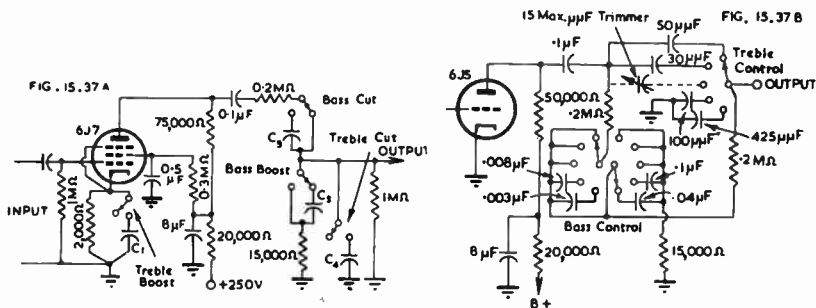 FIG. 15.37A
6J7
INPUT
1MΩ
2,000Ω
C1
Treble
Boost
0.5
μF
0.3MΩ
8μF
75,000Ω
20,000Ω
+250V
0.1μF
0.2MΩ
Bass Cut
C3
Treble Cut
OUTPUT
Bass Boost
15,000Ω
C4
1MΩ
FIG. 15.37B
15 Max.μμF Trimmer
6J5
.1μF
50μμF
30μμF
Treble
Control
OUTPUT
50,000Ω
.2MΩ
100μμF
425μμF
.2MΩ
.008μF
.003μF
.1μF
.04μF
Bass Control
8μF
20,000Ω
15,000Ω
B+